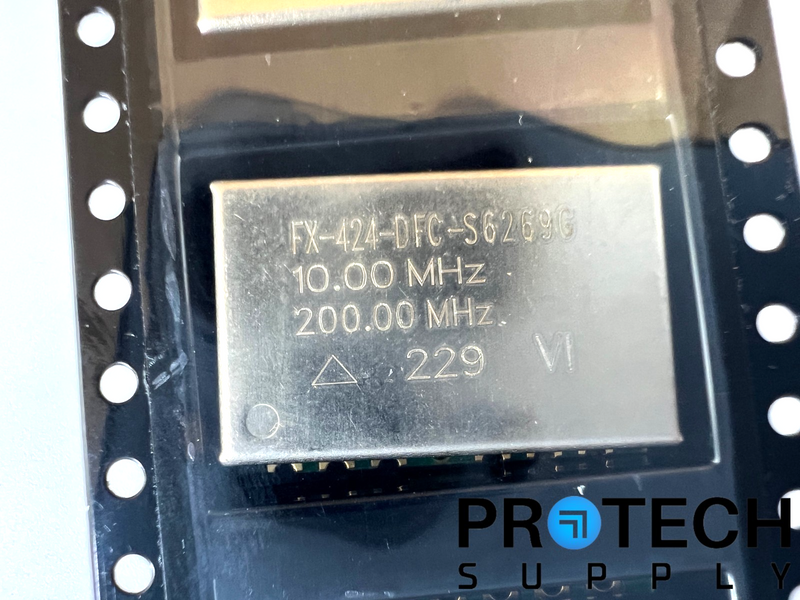 FX-424-DFC-S6269G
10.00 MHz
200.00 MHz
△ 229 VI
PROTECH
SUPPLY